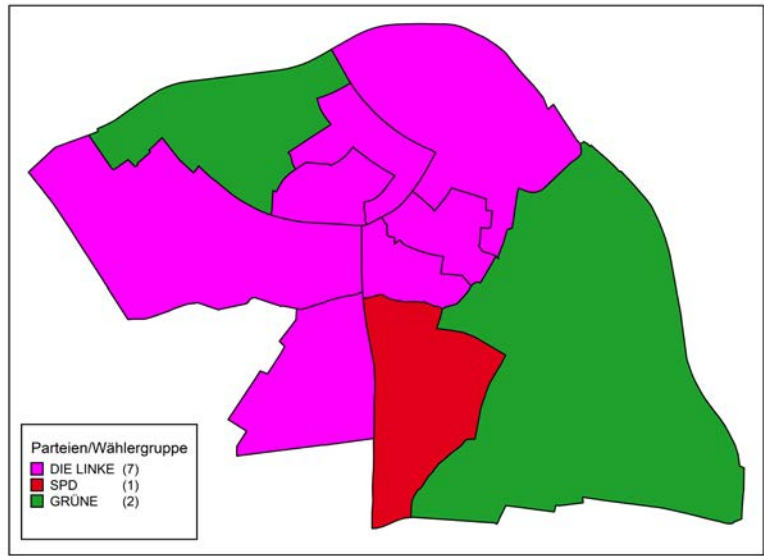 Parteien/Wählergruppe
DIE LINKE (7)
SPD (1)
GRÜNE (2)